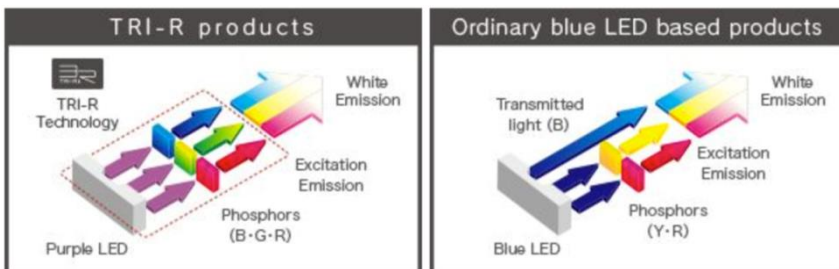 TRI-R products
TRI-R
TRI-R
Technology
White
Emission
Excitation
Emission
Phosphors
(B·G·R)
Purple LED
Ordinary blue LED based products
Transmitted
light (B)
White
Emission
Excitation
Emission
Phosphors
(Y·R)
Blue LED